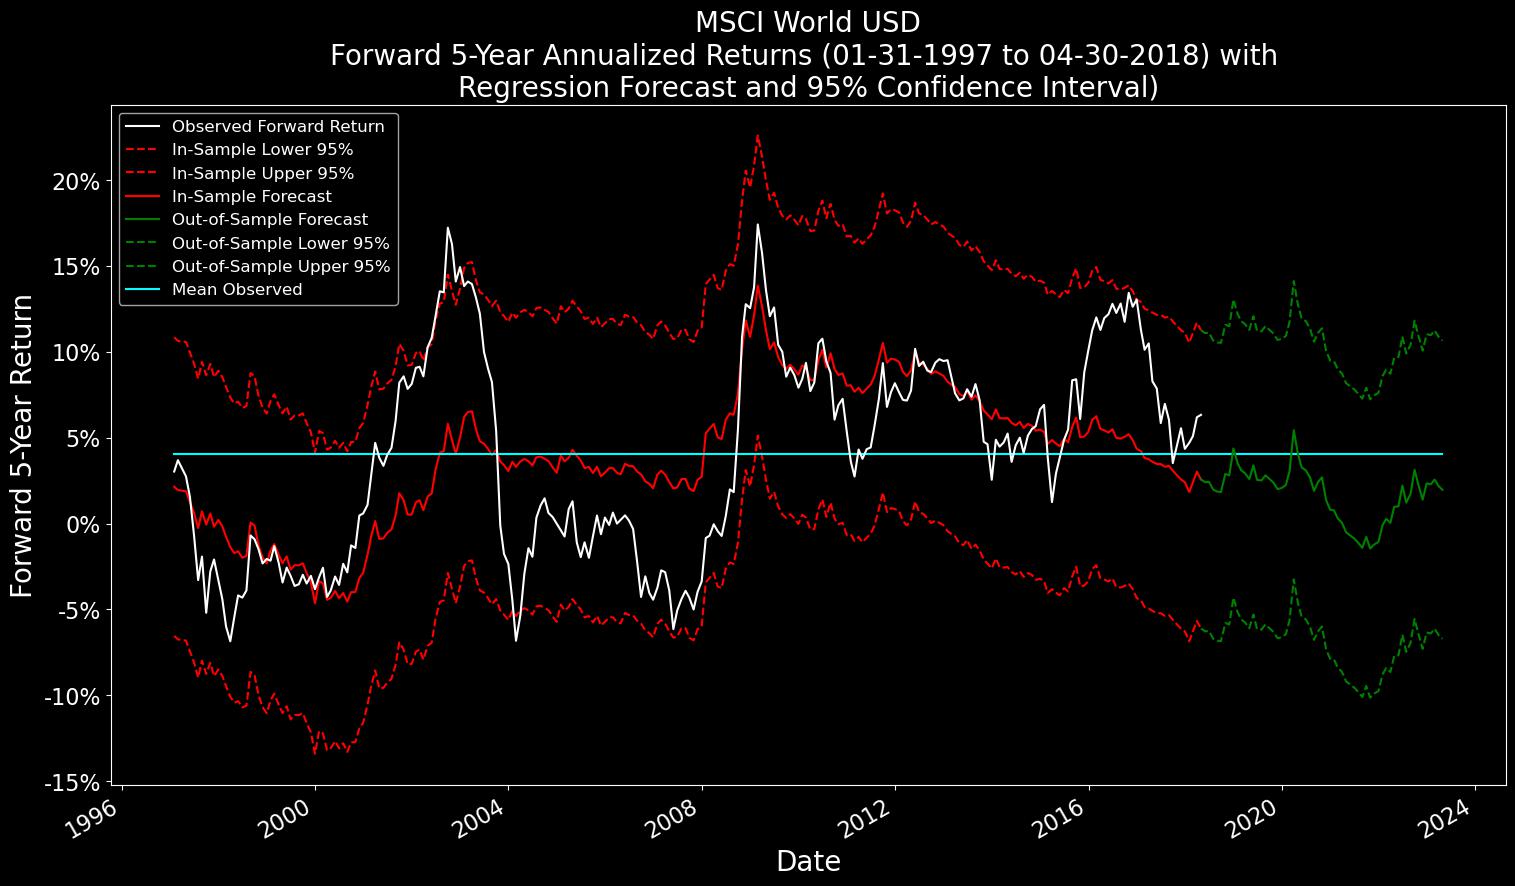 MSCI World USD
Forward 5-Year Annualized Returns (01-31-1997 to 04-30-2018) with
Regression Forecast and 95% Confidence Interval)
Observed Forward Return
In-Sample Lower 95%
In-Sample Upper 95%
In-Sample Forecast
Out-of-Sample Forecast
Out-of-Sample Lower 95%
Out-of-Sample Upper 95%
Mean Observed
Forward 5-Year Return
20%
15%
10%
5%
0%
-5%
-10%
-15%
1996
2000
2004
2008
2012
2016
2020
2024
Date